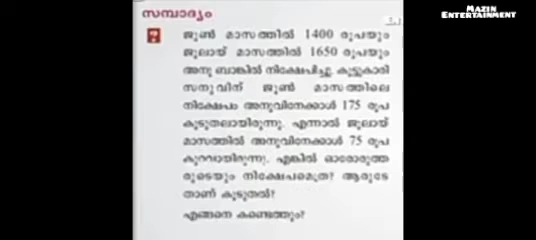 MAZIN
ENTERTAINMENT
സമ്പാദ്യം
ജൂൺ മാസത്തിൽ 1400 രൂപയും
ജൂലായ് മാസത്തിൽ 1650 രൂപയും
അനു ബാങ്കിൽ നിക്ഷേപിച്ചു. കൂട്ടുകാരി
സനുവിന് ജൂൺ മാസത്തിലെ
നിക്ഷേപം അനുവിനേക്കാൾ 175 രൂപ
കൂടുതലായിരുന്നു. എന്നാൽ ജൂലായ്
മാസത്തിൽ അനുവിനേക്കാൾ 75 രൂപ
കുറവായിരുന്നു. എങ്കിൽ ഓരോരുത്ത
രുടെയും നിക്ഷേപമെത്ര? ആരുടേ
താണ് കൂടുതൽ?
എങ്ങനെ കണ്ടെത്തും?